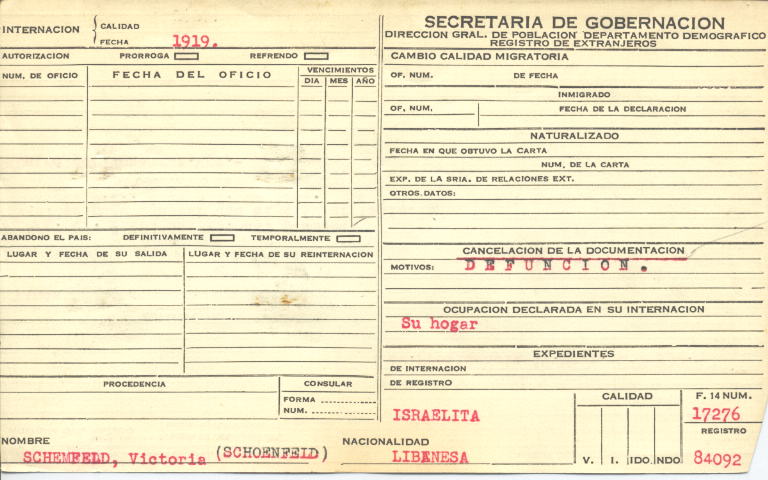 INTERNACION { CALIDAD
FECHA 1919.
AUTORIZACION PRORROGA REFRENDO
NUM. DE OFICIO FECHA DEL OFICIO VENCIMIENTOS
DIA MES AÑO
ABANDONO EL PAIS: DEFINITIVAMENTE TEMPORALMENTE
LUGAR Y FECHA DE SU SALIDA LUGAR Y FECHA DE SU REINTERNACION
PROCEDENCIA CONSULAR
FORMA
NUM.
NOMBRE
SCHEMFELD, Victoria (SCHOENFELD)
SECRETARIA DE GOBERNACION
DIRECCION GRAL. DE POBLACION DEPARTAMENTO DEMOGRAFICO
REGISTRO DE EXTRANJEROS
CAMBIO CALIDAD MIGRATORIA
OF. NUM. DE FECHA
INMIGRADO
OF, NUM. FECHA DE LA DECLARACION
NATURALIZADO
FECHA EN QUE OBTUVO LA CARTA
NUM, DE LA CARTA
EXP. DE LA SRIA. DE RELACIONES EXT.
OTROS DATOS:
CANCELACION DE LA DOCUMENTACION
MOTIVOS: DEFUNCION.
OCUPACION DECLARADA EN SU INTERNACION
Su hogar
EXPEDIENTES
DE INTERNACION
DE REGISTRO
ISRAELITA
NACIONALIDAD
LIBANESA
CALIDAD
V. I. IDO. NDO
F. 14 NUM.
17276
REGISTRO
84092